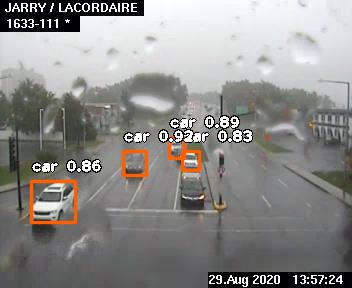 JARRY / LACORDAIRE
1633-111 *
car 0.89
car 0.92
car 0.83
car 0.86
29.Aug 2020 13:57:24